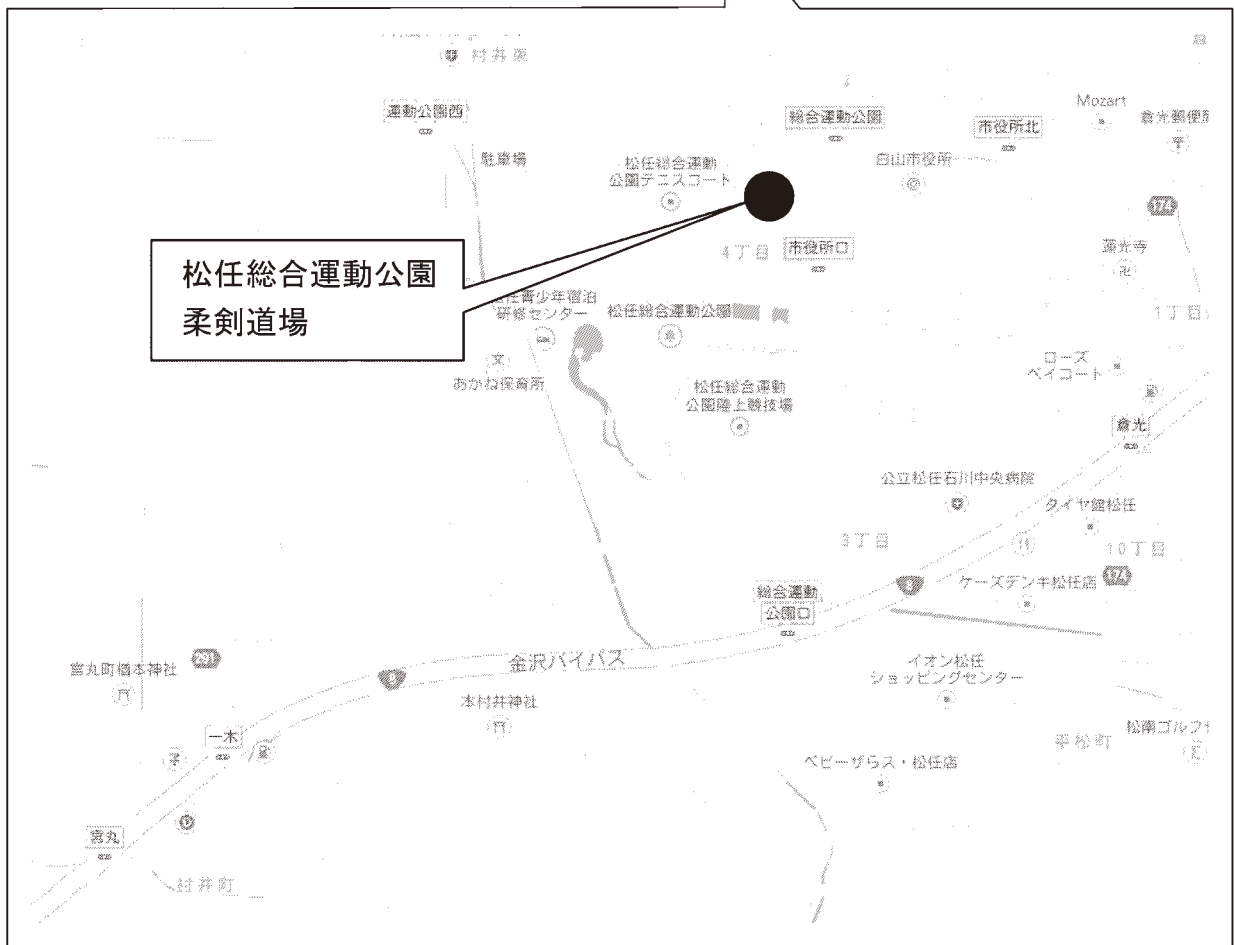 村井東
運動公園西
駐車場
総合運動公園
市役所北
Mozart
倉光郵便
松任総合運動
公園テニスコート
白山市役所
174
4丁目
市役所口
蓮光寺
松任総合運動公園
柔剣道場
任青少年宿泊
研修センター
松任総合運動公園
1丁目
文
あかね保育所
ローズ
ベイコート
松任総合運動
公園陸上競技場
倉光
公立松任石川中央病院
タイヤ館松任
3丁目
10丁目
8
ケーズデンキ松任店
174
総合運動
公園口
金沢バイパス
宮丸町橋本神社
291
8
本村井神社
イオン松任
ショッピングセンター
一木
平松町
松南ゴルフ
ベビーザらス・松任店
宮丸
村井町